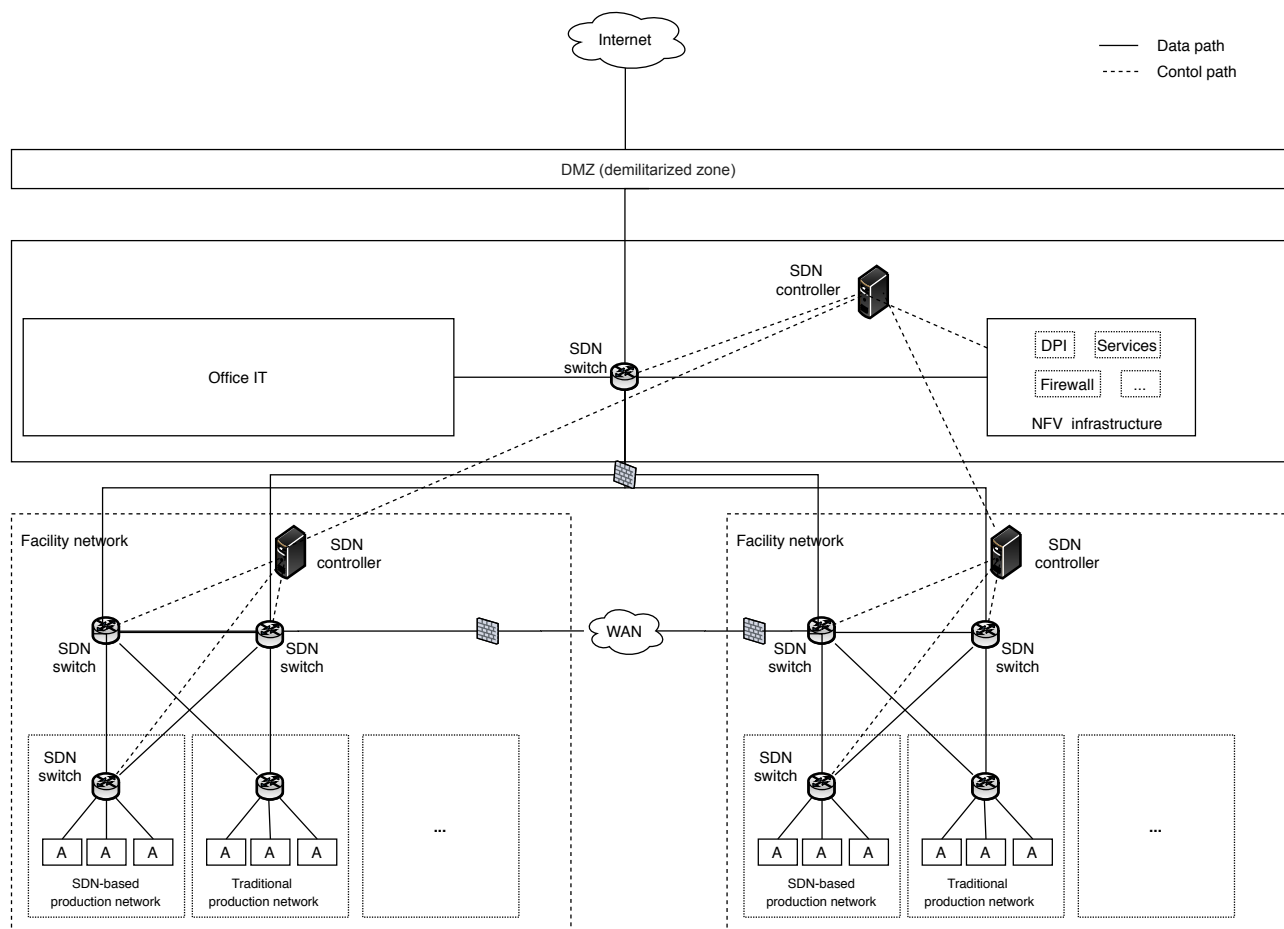 Internet
Data path
Contol path
DMZ (demilitarized zone)
SDN
controller
Office IT
SDN
switch
DPI
Services
Firewall
...
NFV infrastructure
Facility network
SDN
controller
Facility network
SDN
controller
SDN
switch
SDN
switch
WAN
SDN
switch
SDN
switch
SDN
switch
...
SDN
switch
...
A
A
A
A
A
A
A
A
A
A
A
A
SDN-based
production network
Traditional
production network
SDN-based
production network
Traditional
production network